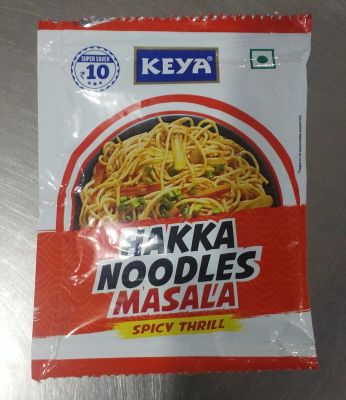 SUPER SAVER
₹10
KEYA®
HAKKA
NOODLES
MASALA
SPICY THRILL